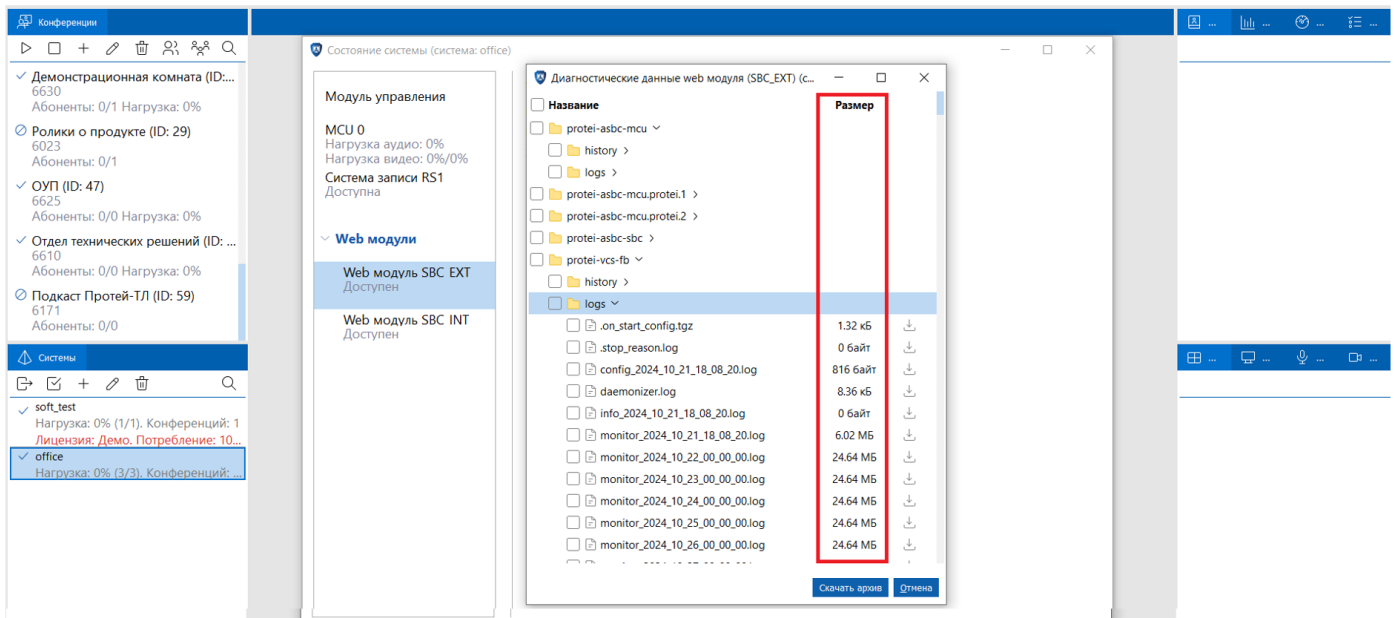 Конференции
Демонстрационная комната (ID:...
6630
Абоненты: 0/1 Нагрузка: 0%
Ролики о продукте (ID: 29)
6023
Абоненты: 0/1
ОУП (ID: 47)
6625
Абоненты: 0/0 Нагрузка: 0%
Отдел технических решений (ID: ...
6610
Абоненты: 0/0 Нагрузка: 0%
Подкаст Протей-ТЛ (ID: 59)
6171
Абоненты: 0/0
Системы
soft_test
Нагрузка: 0% (1/1). Конференций: 1
Лицензия: Демо. Потребление: 10...
office
Нагрузка: 0% (3/3). Конференций: ...
Состояние системы (система: office)
Модуль управления
MCU 0
Нагрузка аудио: 0%
Нагрузка видео: 0%/0%
Система записи RS1
Доступна
Web модули
Web модуль SBC EXT
Доступен
Web модуль SBC INT
Доступен
Диагностические данные web модуля (SBC_EXT) (с...
Название Размер
protei-asbc-mcu
history
logs
protei-asbc-mcu.protei.1
protei-asbc-mcu.protei.2
protei-asbc-sbc
protei-vcs-fb
history
logs
.on_start_config.tgz 1.32 кБ
.stop_reason.log 0 байт
config_2024_10_21_18_08_20.log 816 байт
daemonizer.log 8.36 кБ
info_2024_10_21_18_08_20.log 0 байт
monitor_2024_10_21_18_08_20.log 6.02 МБ
monitor_2024_10_22_00_00_00.log 24.64 МБ
monitor_2024_10_23_00_00_00.log 24.64 МБ
monitor_2024_10_24_00_00_00.log 24.64 МБ
monitor_2024_10_25_00_00_00.log 24.64 МБ
monitor_2024_10_26_00_00_00.log 24.64 МБ
Скачать архив Отмена
... ... ... ...
... ... ... ...